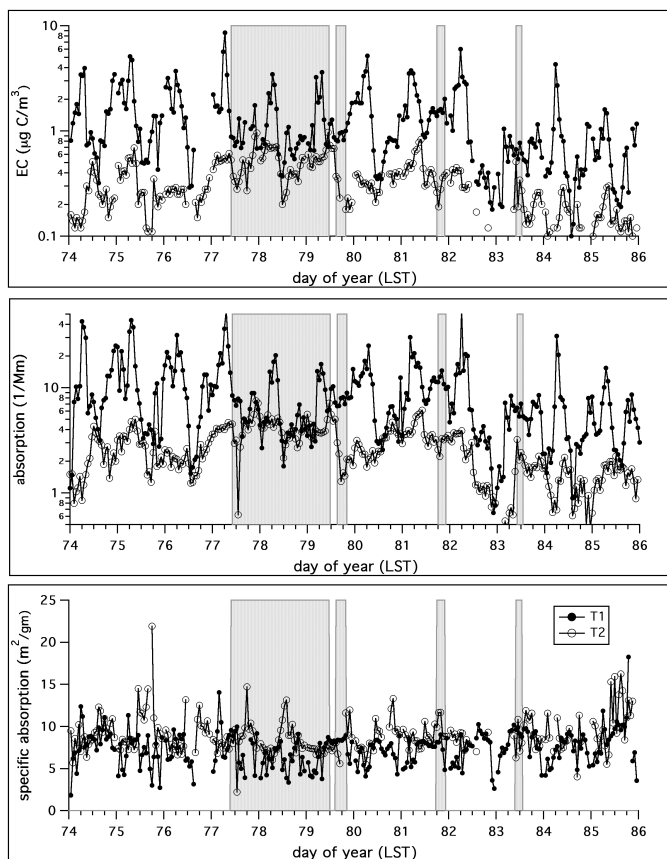 10
8
6
4
2
1
8
6
4
2
0.1
EC (μg C/m³)
74 75 76 77 78 79 80 81 82 83 84 85 86
day of year (LST)
4
2
10
8
6
4
2
1
8
6
absorption (1/Mm)
74 75 76 77 78 79 80 81 82 83 84 85 86
day of year (LST)
25
20
15
10
5
0
specific absorption (m²/gm)
T1
T2
74 75 76 77 78 79 80 81 82 83 84 85 86
day of year (LST)